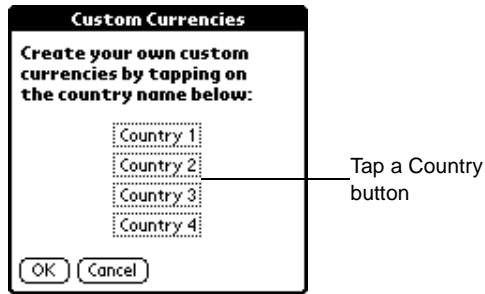 Custom Currencies
Create your own custom
currencies by tapping on
the country name below:
Country 1
Country 2
Country 3
Country 4
Tap a Country
button
OK Cancel